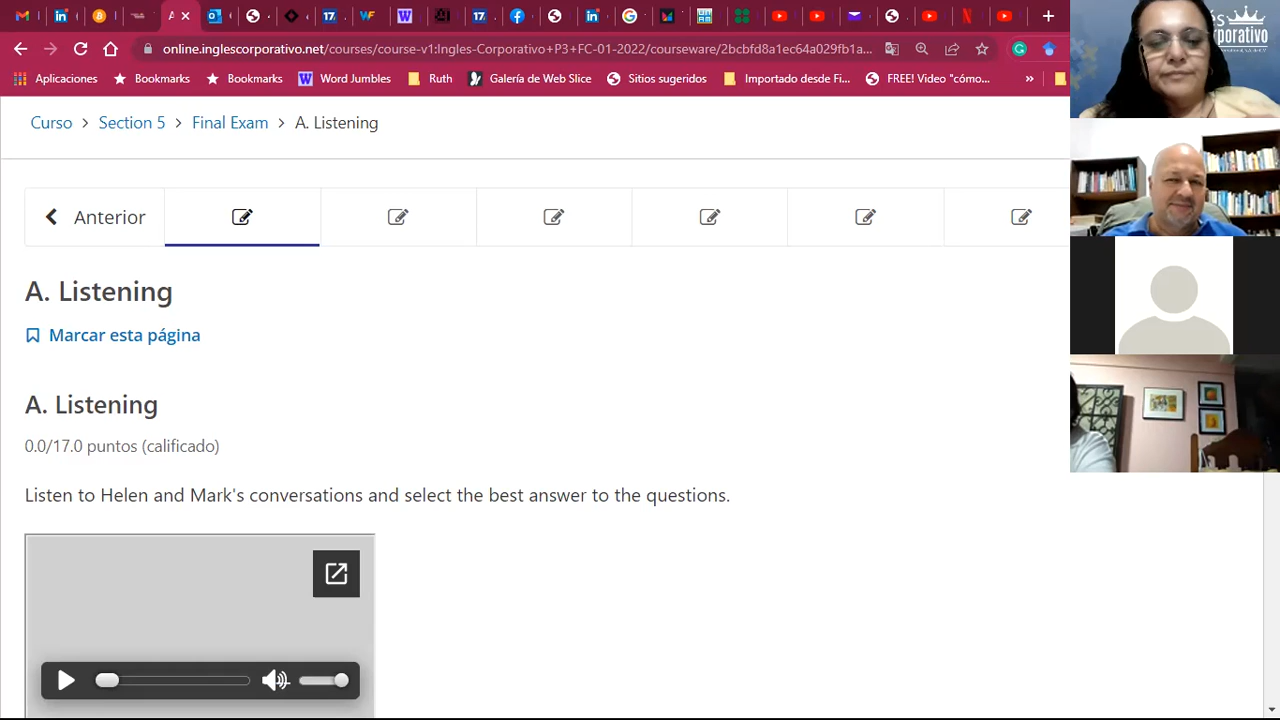 A
17
WF
W
17
G
online.inglescorporativo.net/courses/course-v1:Ingles-Corporativo+P3+FC-01-2022/courseware/2bcbfd8a1ec64a029fb1a...
Aplicaciones Bookmarks Bookmarks Word Jumbles Ruth Galería de Web Slice Sitios sugeridos Importado desde Fi... FREE! Video "cómo... »
Curso > Section 5 > Final Exam > A. Listening
Anterior
A. Listening
Marcar esta página
A. Listening
0.0/17.0 puntos (calificado)
Listen to Helen and Mark's conversations and select the best answer to the questions.